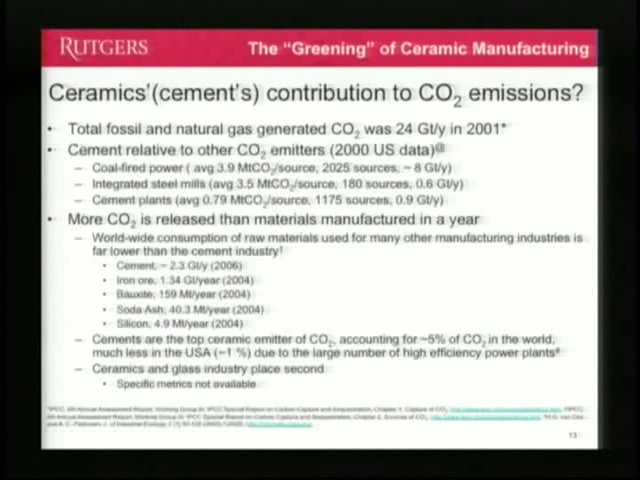 RUTGERS
The “Greening” of Ceramic Manufacturing
Ceramics’(cement’s) contribution to CO2 emissions?
• Total fossil and natural gas generated CO2 was 24 Gt/y in 2001*
• Cement relative to other CO2 emitters (2000 US data)@
– Coal-fired power ( avg 3.9 MtCO2/source, 2025 sources, ~ 8 Gt/y)
– Integrated steel mills (avg 3.5 MtCO2/source, 180 sources, 0.6 Gt/y)
– Cement plants (avg 0.79 MtCO2/source, 1175 sources, 0.9 Gt/y)
• More CO2 is released than materials manufactured in a year
– World-wide consumption of raw materials used for many other manufacturing industries is
far lower than the cement industry†
• Cement, ~ 2.3 Gt/y (2006)
• Iron ore, 1.34 Gt/year (2004)
• Bauxite, 159 Mt/year (2004)
• Soda Ash, 40.3 Mt/year (2004)
• Silicon, 4.9 Mt/year (2004)
– Cements are the top ceramic emitter of CO2, accounting for ~5% of CO2 in the world,
much less in the USA (~1 %) due to the large number of high efficiency power plants#
– Ceramics and glass industry place second
• Specific metrics not available
13